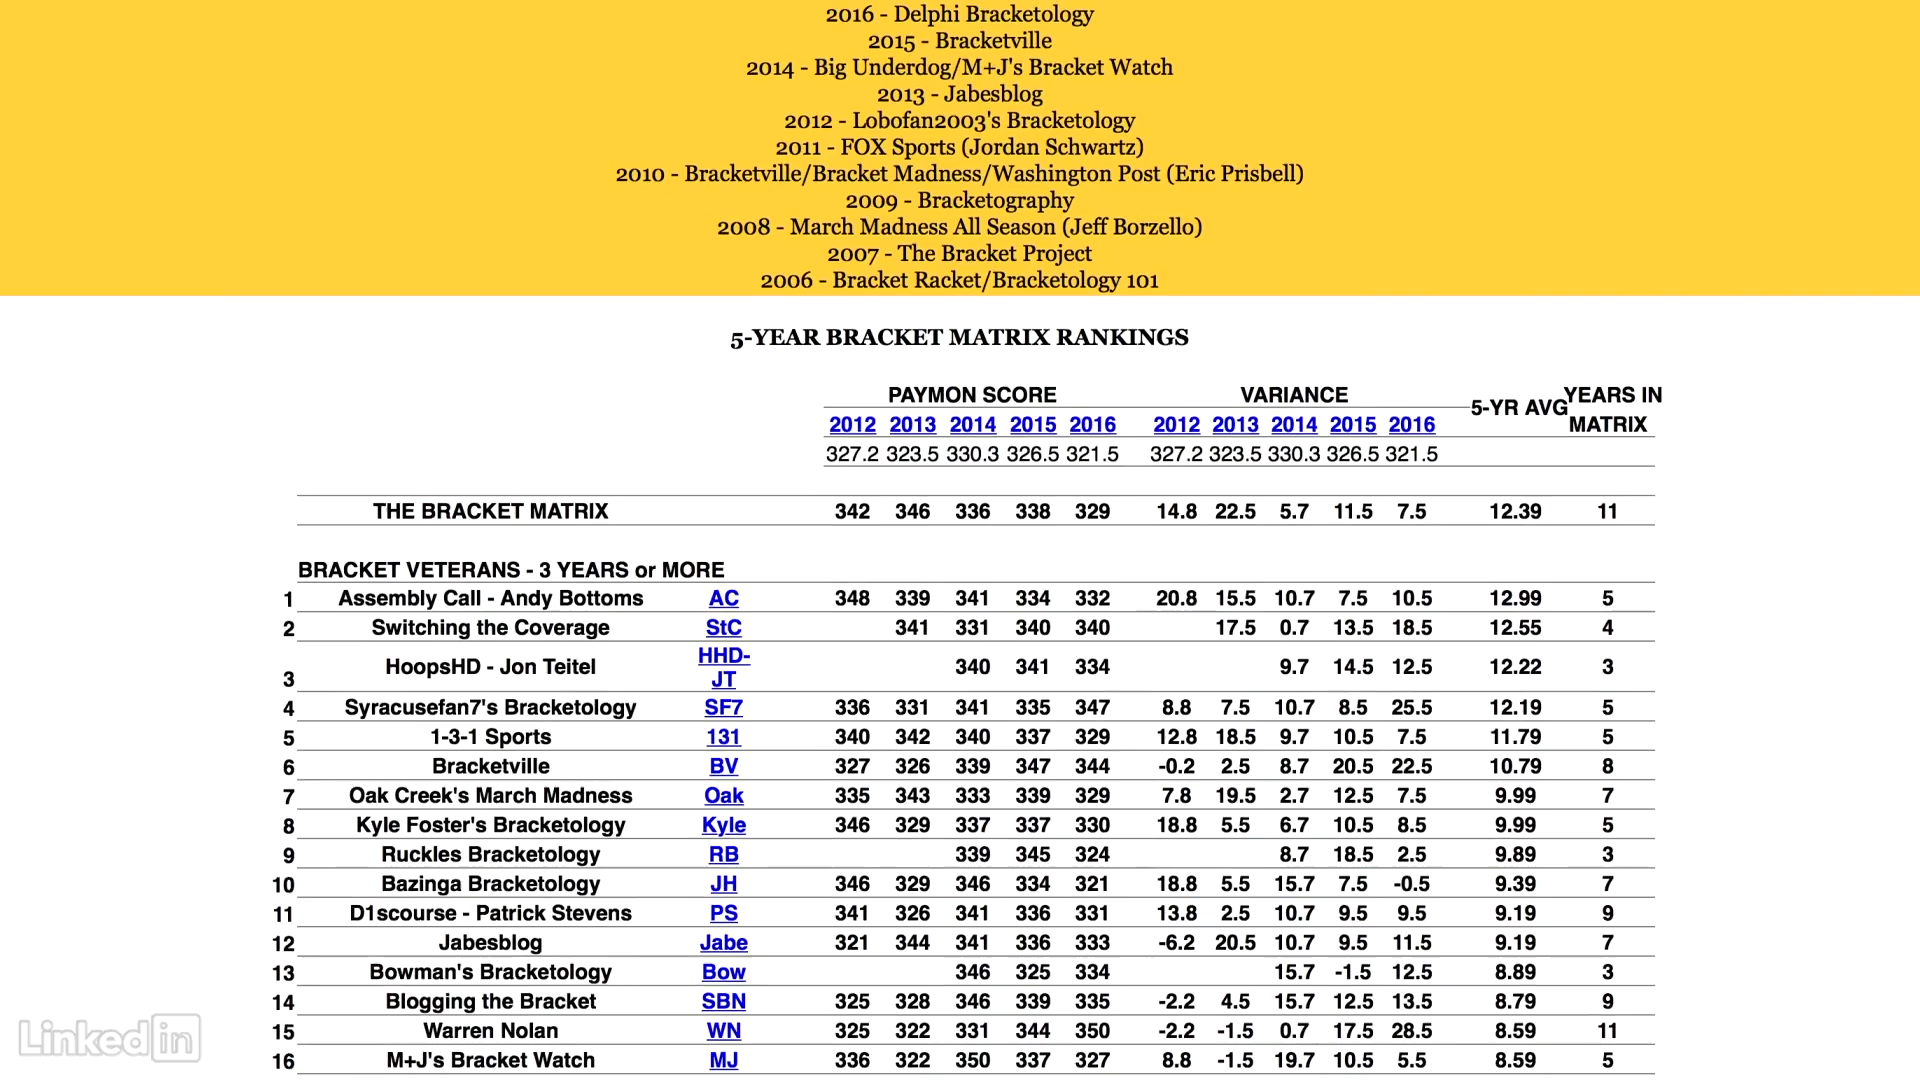 2016 - Delphi Bracketology
2015 - Bracketville
2014 - Big Underdog/M+J's Bracket Watch
2013 - Jabesblog
2012 - Lobofan2003's Bracketology
2011 - FOX Sports (Jordan Schwartz)
2010 - Bracketville/Bracket Madness/Washington Post (Eric Prisbell)
2009 - Bracketography
2008 - March Madness All Season (Jeff Borzello)
2007 - The Bracket Project
2006 - Bracket Racket/Bracketology 101
5-YEAR BRACKET MATRIX RANKINGS
PAYMON SCORE VARIANCE 5-YR AVG YEARS IN MATRIX
2012 2013 2014 2015 2016 2012 2013 2014 2015 2016
327.2 323.5 330.3 326.5 321.5 327.2 323.5 330.3 326.5 321.5
THE BRACKET MATRIX 342 346 336 338 329 14.8 22.5 5.7 11.5 7.5 12.39 11
BRACKET VETERANS - 3 YEARS or MORE
1 Assembly Call - Andy Bottoms AC 348 339 341 334 332 20.8 15.5 10.7 7.5 10.5 12.99 5
2 Switching the Coverage StC 341 331 340 340 17.5 0.7 13.5 18.5 12.55 4
3 HoopsHD - Jon Teitel HHD-JT 340 341 334 9.7 14.5 12.5 12.22 3
4 Syracusefan7's Bracketology SF7 336 331 341 335 347 8.8 7.5 10.7 8.5 25.5 12.19 5
5 1-3-1 Sports 131 340 342 340 337 329 12.8 18.5 9.7 10.5 7.5 11.79 5
6 Bracketville BV 327 326 339 347 344 -0.2 2.5 8.7 20.5 22.5 10.79 8
7 Oak Creek's March Madness Oak 335 343 333 339 329 7.8 19.5 2.7 12.5 7.5 9.99 7
8 Kyle Foster's Bracketology Kyle 346 329 337 337 330 18.8 5.5 6.7 10.5 8.5 9.99 5
9 Ruckles Bracketology RB 339 345 324 8.7 18.5 2.5 9.89 3
10 Bazinga Bracketology JH 346 329 346 334 321 18.8 5.5 15.7 7.5 -0.5 9.39 7
11 D1scourse - Patrick Stevens PS 341 326 341 336 331 13.8 2.5 10.7 9.5 9.5 9.19 9
12 Jabesblog Jabe 321 344 341 336 333 -6.2 20.5 10.7 9.5 11.5 9.19 7
13 Bowman's Bracketology Bow 346 325 334 15.7 -1.5 12.5 8.89 3
14 Blogging the Bracket SBN 325 328 346 339 335 -2.2 4.5 15.7 12.5 13.5 8.79 9
15 Warren Nolan WN 325 322 331 344 350 -2.2 -1.5 0.7 17.5 28.5 8.59 11
16 M+J's Bracket Watch MJ 336 322 350 337 327 8.8 -1.5 19.7 10.5 5.5 8.59 5
Linked in